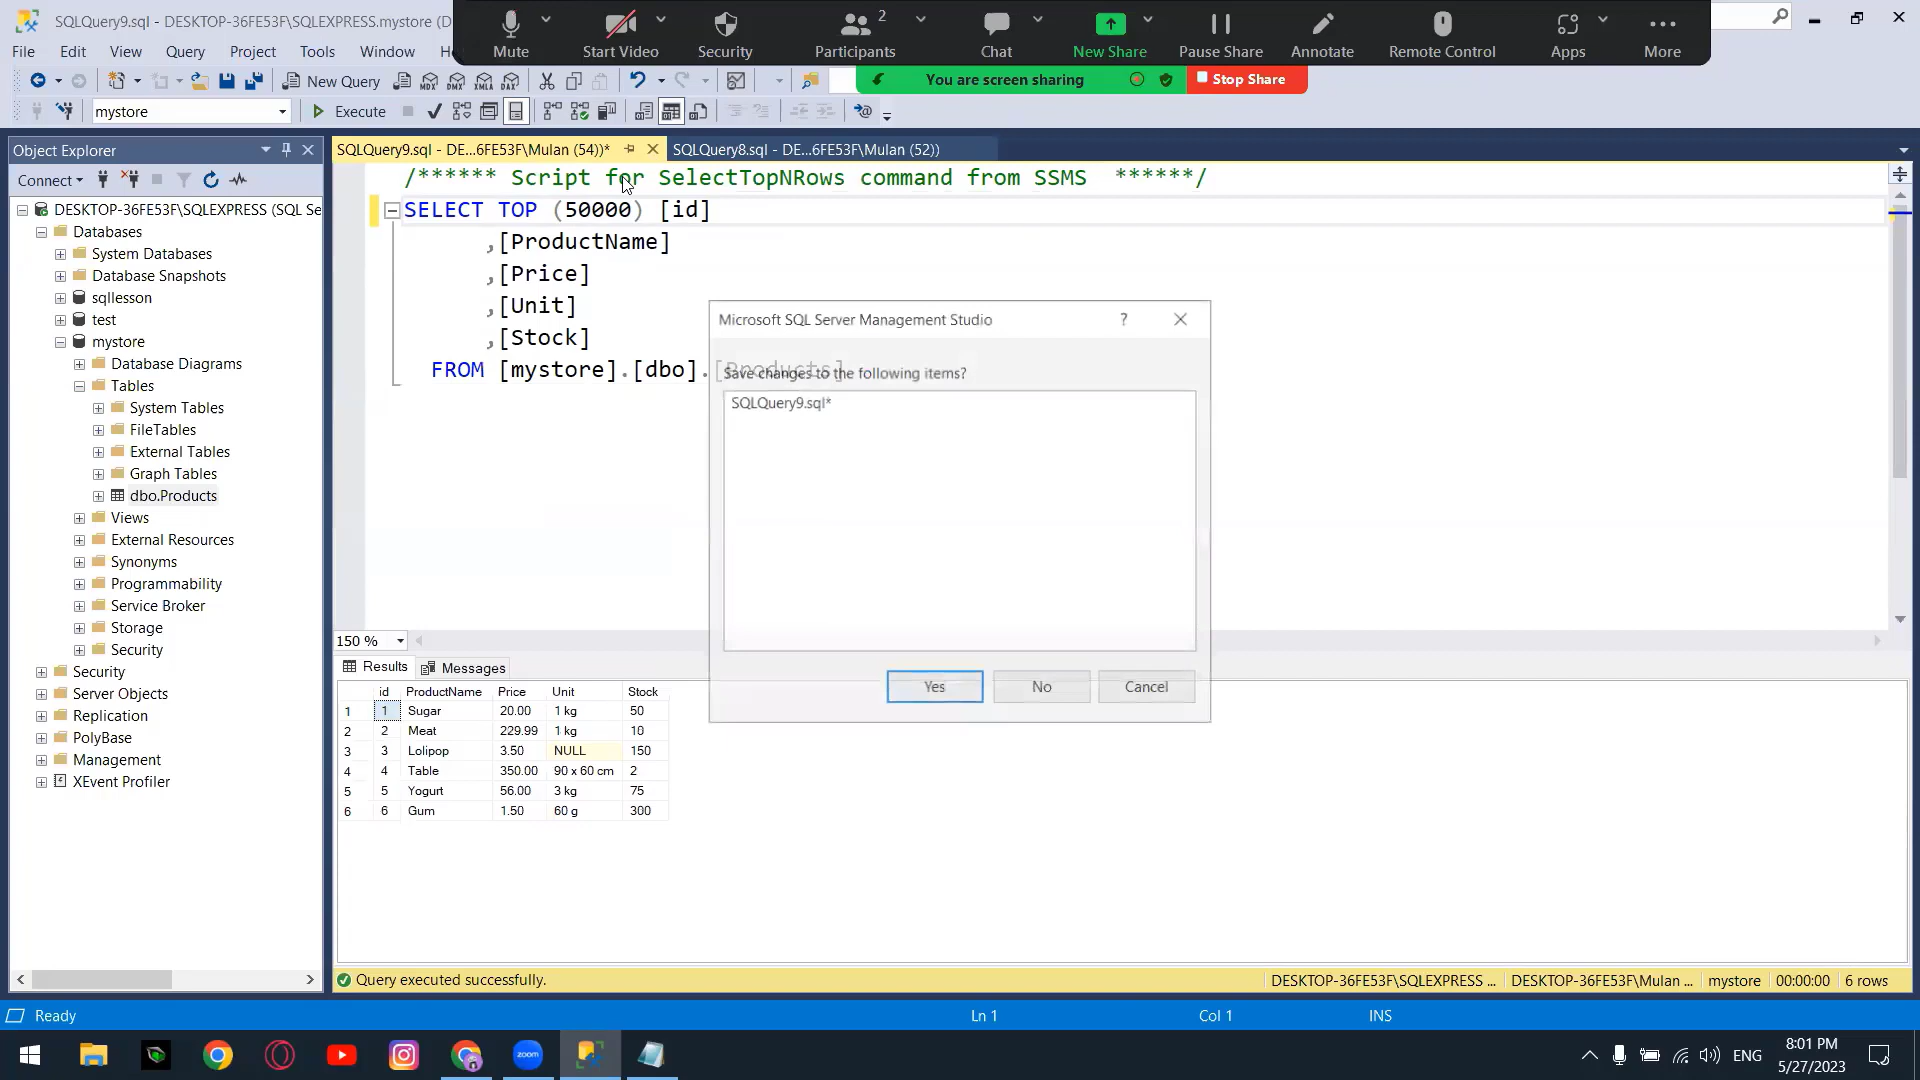 SQLQuery9.sql - DESKTOP-36FE53F\SQLEXPRESS.mystore (D
Mute
Start Video
Security
Participants
2
Chat
New Share
Pause Share
Annotate
Remote Control
Apps
More
File Edit View Query Project Tools Window
You are screen sharing
Stop Share
New Query
MDX DMX XMLA DAX
mystore
Execute
Object Explorer
Connect
DESKTOP-36FE53F\SQLEXPRESS (SQL Se
Databases
System Databases
Database Snapshots
sqllesson
test
mystore
Database Diagrams
Tables
System Tables
FileTables
External Tables
Graph Tables
dbo.Products
Views
External Resources
Synonyms
Programmability
Service Broker
Storage
Security
Security
Server Objects
Replication
PolyBase
Management
XEvent Profiler
SQLQuery9.sql - DE...6FE53F\Mulan (54))*
SQLQuery8.sql - DE...6FE53F\Mulan (52))
/****** Script for SelectTopNRows command from SSMS ******/
SELECT TOP (50000) [id]
,[ProductName]
,[Price]
,[Unit]
,[Stock]
FROM [mystore].[dbo].[Products]
Microsoft SQL Server Management Studio
?
Save changes to the following items?
SQLQuery9.sql*
Yes
No
Cancel
150 %
Results
Messages
id ProductName Price Unit Stock
1 1 Sugar 20.00 1 kg 50
2 2 Meat 229.99 1 kg 10
3 3 Lolipop 3.50 NULL 150
4 4 Table 350.00 90 x 60 cm 2
5 5 Yogurt 56.00 3 kg 75
6 6 Gum 1.50 60 g 300
Query executed successfully.
DESKTOP-36FE53F\SQLEXPRESS ...
DESKTOP-36FE53F\Mulan ...
mystore
00:00:00
6 rows
Ready
Ln 1
Col 1
INS
zoom
ENG
8:01 PM
5/27/2023